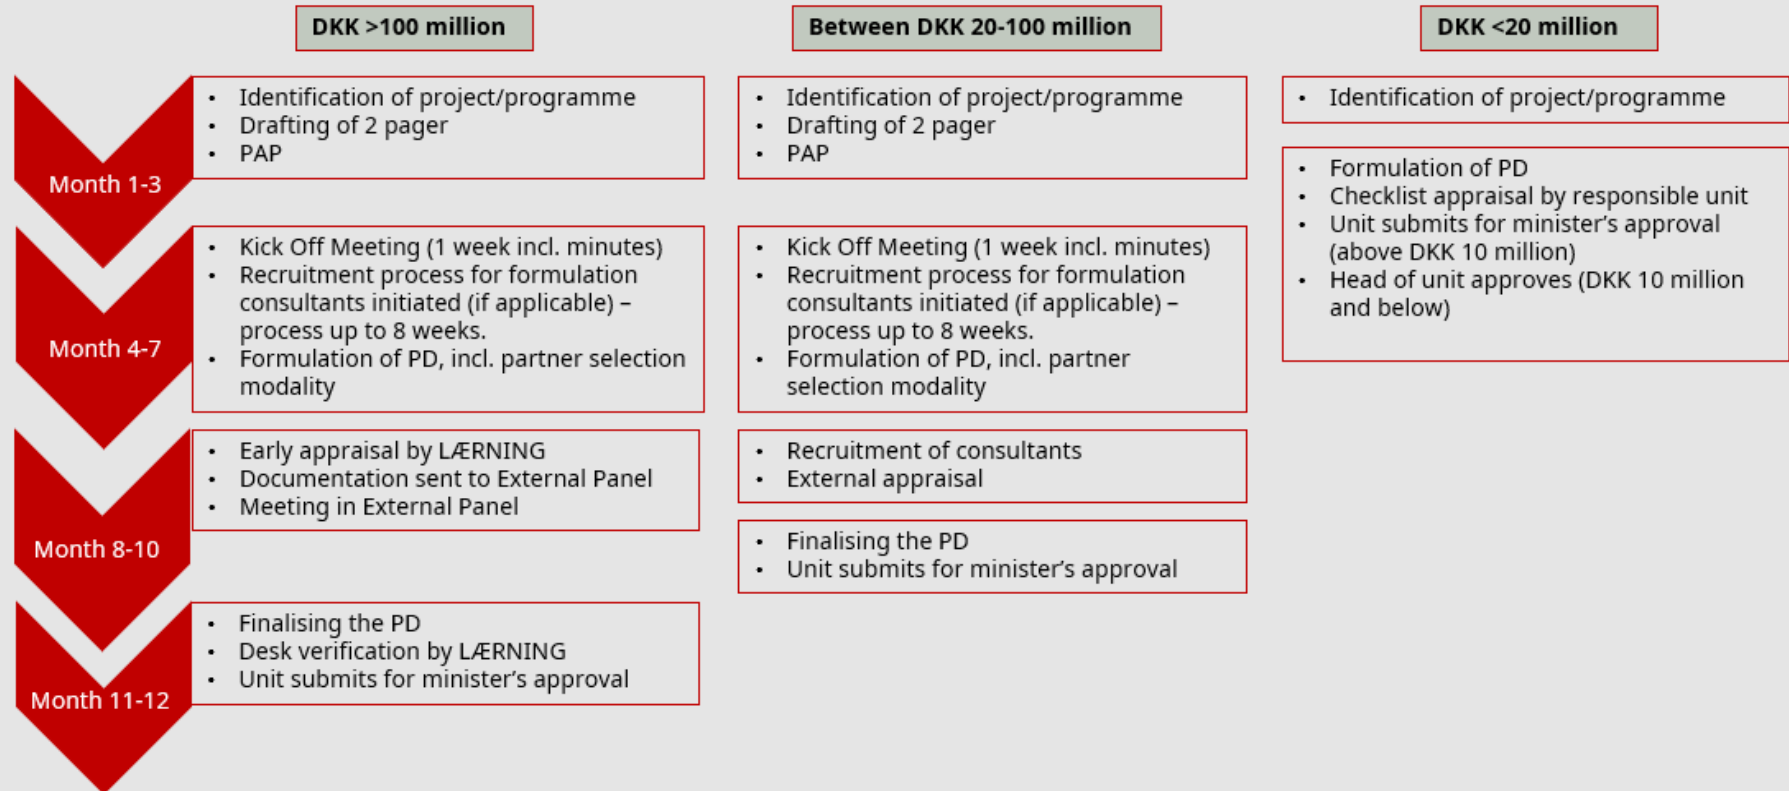 DKK >100 million
Between DKK 20-100 million
DKK <20 million
Month 1-3
• Identification of project/programme
• Drafting of 2 pager
• PAP
• Identification of project/programme
• Drafting of 2 pager
• PAP
• Identification of project/programme
• Formulation of PD
• Checklist appraisal by responsible unit
• Unit submits for minister’s approval
(above DKK 10 million)
• Head of unit approves (DKK 10 million
and below)
Month 4-7
• Kick Off Meeting (1 week incl. minutes)
• Recruitment process for formulation
consultants initiated (if applicable) –
process up to 8 weeks.
• Formulation of PD, incl. partner selection
modality
• Kick Off Meeting (1 week incl. minutes)
• Recruitment process for formulation
consultants initiated (if applicable) –
process up to 8 weeks.
• Formulation of PD, incl. partner
selection modality
Month 8-10
• Early appraisal by LÆRNING
• Documentation sent to External Panel
• Meeting in External Panel
• Recruitment of consultants
• External appraisal
• Finalising the PD
• Unit submits for minister’s approval
Month 11-12
• Finalising the PD
• Desk verification by LÆRNING
• Unit submits for minister’s approval